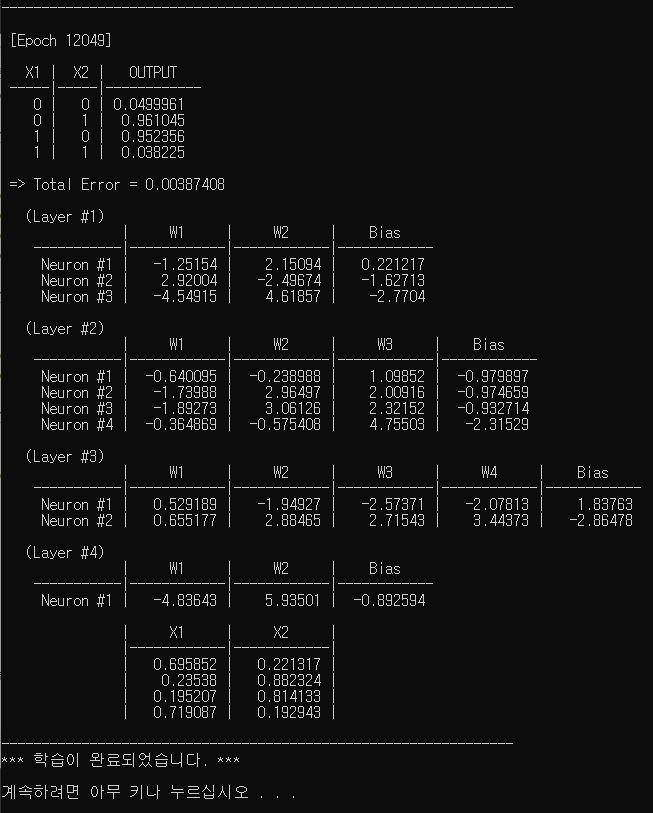 ----------------------------------------------------------------
[Epoch 12049]
  X1 |  X2 |   OUTPUT
-----|-----|------------
   0 |   0 | 0.0499961
   0 |   1 |  0.961045
   1 |   0 |  0.952356
   1 |   1 |  0.038225
=> Total Error = 0.00387408
  (Layer #1)
              |     W1     |     W2     |    Bias
   -----------|------------|------------|------------
    Neuron #1 |   -1.25154 |    2.15094 |   0.221217
    Neuron #2 |    2.92004 |   -2.49674 |   -1.62713
    Neuron #3 |   -4.54915 |    4.61857 |    -2.7704
  (Layer #2)
              |     W1     |     W2     |     W3     |    Bias
   -----------|------------|------------|------------|------------
    Neuron #1 |  -0.640095 |  -0.238988 |    1.09852 |  -0.979897
    Neuron #2 |   -1.73988 |    2.96497 |    2.00916 |  -0.974659
    Neuron #3 |   -1.89273 |    3.06126 |    2.32152 |  -0.932714
    Neuron #4 |  -0.364869 |  -0.575408 |    4.75503 |   -2.31529
  (Layer #3)
              |     W1     |     W2     |     W3     |     W4     |    Bias
   -----------|------------|------------|------------|------------|------------
    Neuron #1 |   0.529189 |   -1.94927 |   -2.57371 |   -2.07813 |    1.83763
    Neuron #2 |   0.655177 |    2.88465 |    2.71543 |    3.44373 |   -2.86478
  (Layer #4)
              |     W1     |     W2     |    Bias
   -----------|------------|------------|------------
    Neuron #1 |   -4.83643 |    5.93501 |  -0.892594
              |     X1     |     X2     |
              |------------|------------|
              |   0.695852 |   0.221317 |
              |    0.23538 |   0.882324 |
              |   0.195207 |   0.814133 |
              |   0.719087 |   0.192943 |
----------------------------------------------------------------
*** 학습이 완료되었습니다. ***
계속하려면 아무 키나 누르십시오 . . .